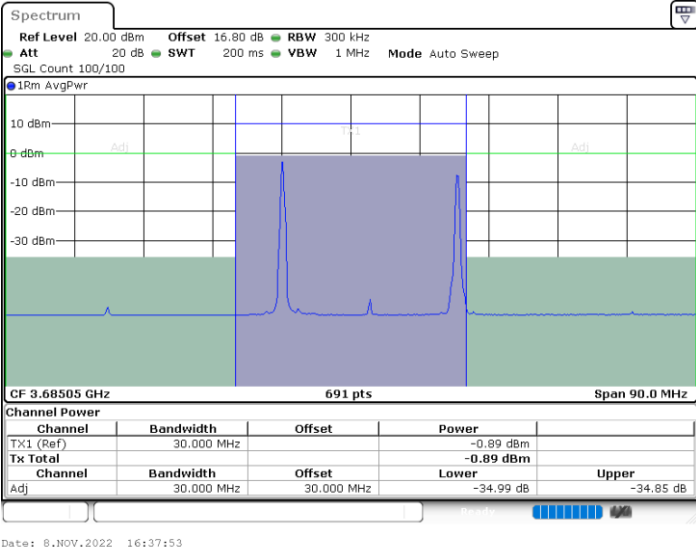 Spectrum
Ref Level 20.00 dBm Offset 16.80 dB RBW 300 kHz
Att 20 dB SWT 200 ms VBW 1 MHz Mode Auto Sweep
SGL Count 100/100
1Rm AvgPwr
10 dBm
TX1
Adj
Adj
0 dBm
-10 dBm
-20 dBm
-30 dBm
CF 3.68505 GHz 691 pts Span 90.0 MHz
Channel Power
Channel Bandwidth Offset Power
TX1 (Ref) 30.000 MHz -0.89 dBm
Tx Total -0.89 dBm
Channel Bandwidth Offset Lower Upper
Adj 30.000 MHz 30.000 MHz -34.99 dB -34.85 dB
Ready
Date: 8.NOV.2022 16:37:53